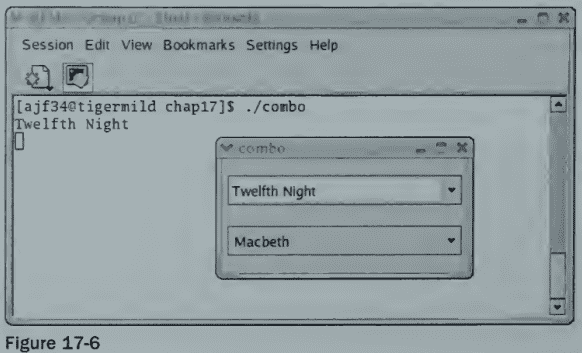 Session Edit View Bookmarks Settings Help
[ajf34@tigermild chap17]$ ./combo
Twelfth Night
combo
Twelfth Night
Macbeth
Figure 17-6